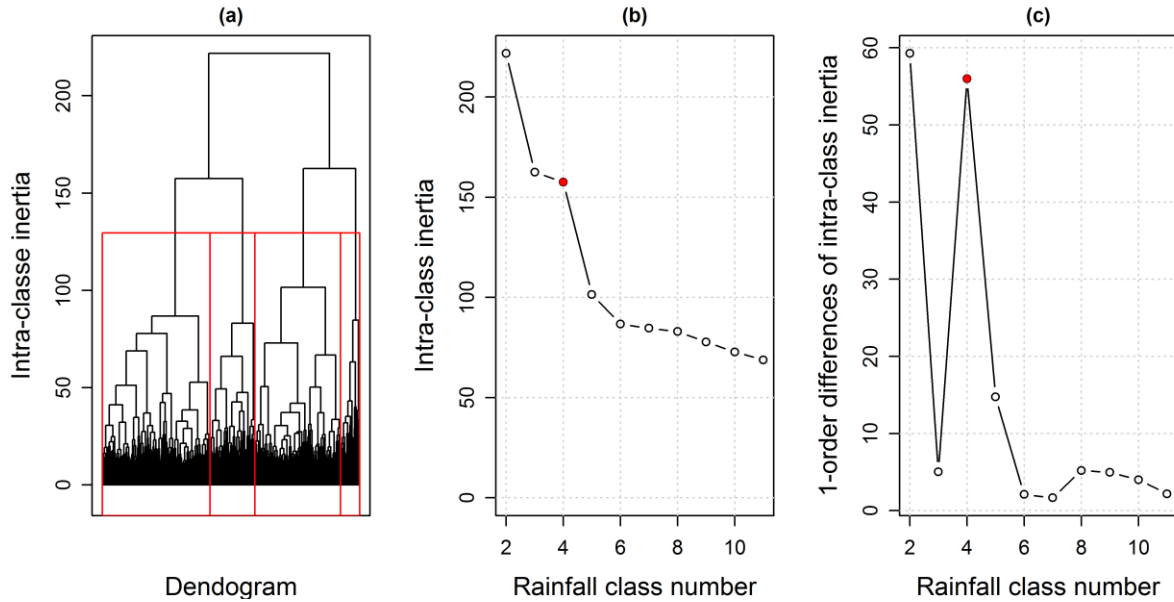 (a)
Intra-classe inertia
200
150
100
50
0
Dendogram
(b)
Intra-class inertia
200
150
100
50
0
2 4 6 8 10
Rainfall class number
(c)
1-order differences of intra-class inertia
60
50
40
30
20
10
0
2 4 6 8 10
Rainfall class number